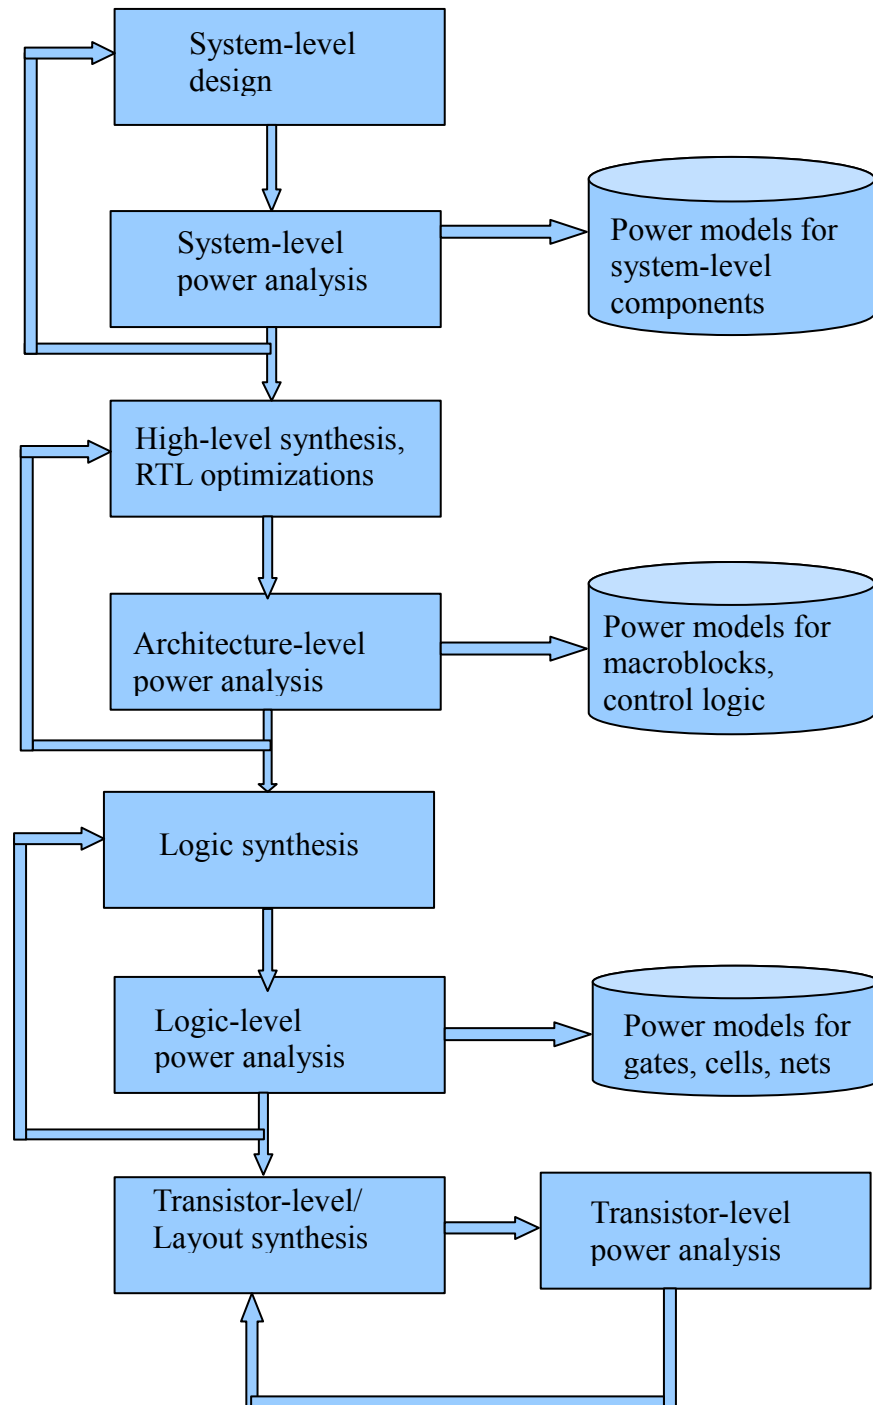 System-level
design
System-level
power analysis
Power models for
system-level
components
High-level synthesis,
RTL optimizations
Architecture-level
power analysis
Power models for
macroblocks,
control logic
Logic synthesis
Logic-level
power analysis
Power models for
gates, cells, nets
Transistor-level/
Layout synthesis
Transistor-level
power analysis